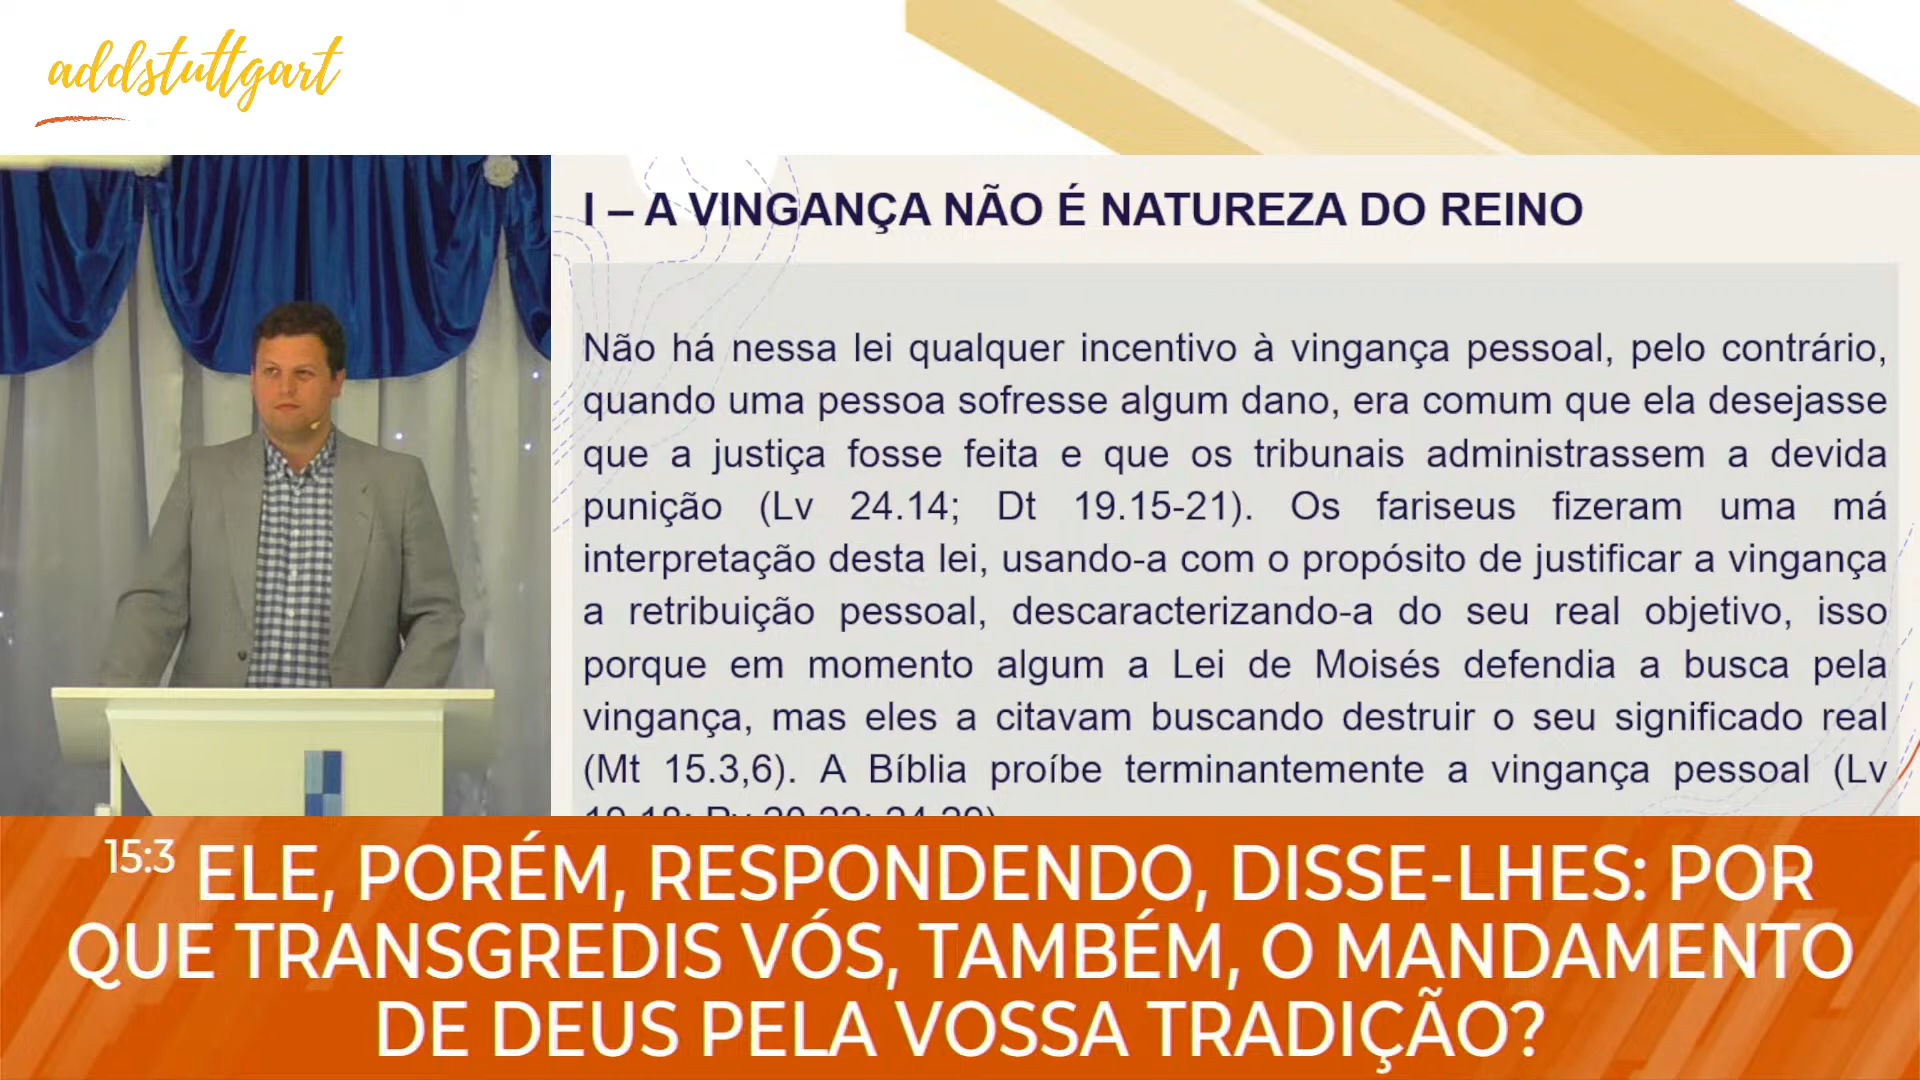 addstuttgart
I – A VINGANÇA NÃO É NATUREZA DO REINO
Não há nessa lei qualquer incentivo à vingança pessoal, pelo contrário,
quando uma pessoa sofresse algum dano, era comum que ela desejasse
que a justiça fosse feita e que os tribunais administrassem a devida
punição (Lv 24.14; Dt 19.15-21). Os fariseus fizeram uma má
interpretação desta lei, usando-a com o propósito de justificar a vingança
a retribuição pessoal, descaracterizando-a do seu real objetivo, isso
porque em momento algum a Lei de Moisés defendia a busca pela
vingança, mas eles a citavam buscando destruir o seu significado real
(Mt 15.3,6). A Bíblia proíbe terminantemente a vingança pessoal (Lv
15:3 ELE, PORÉM, RESPONDENDO, DISSE-LHES: POR
QUE TRANSGREDIS VÓS, TAMBÉM, O MANDAMENTO
DE DEUS PELA VOSSA TRADIÇÃO?